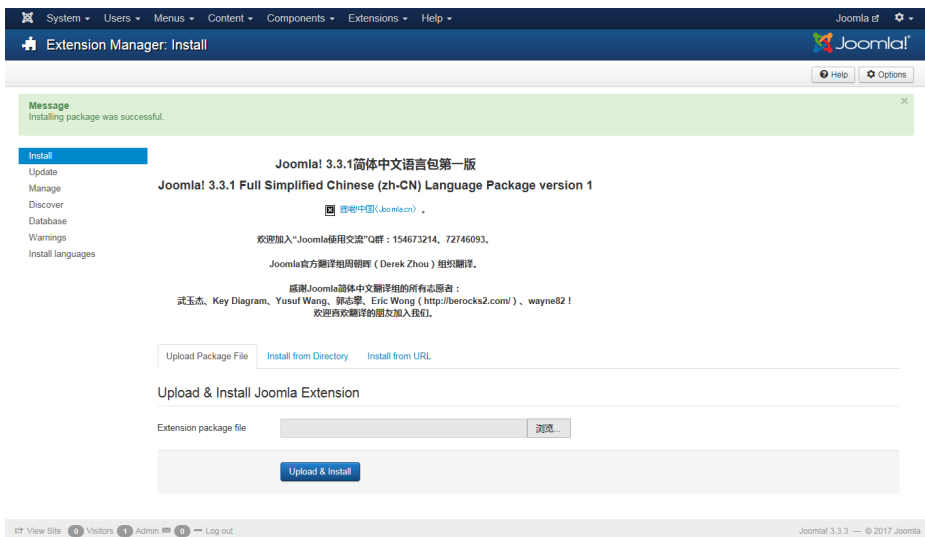 System Users Menus Content Components Extensions Help Joomla
Extension Manager: Install Joomla!
Help Options
Message
Installing package was successful.
Install
Update
Manage
Discover
Database
Warnings
Install languages
Joomla! 3.3.1简体中文语言包第一版
Joomla! 3.3.1 Full Simplified Chinese (zh-CN) Language Package version 1
中国(Joomlacn) 。
欢迎加入“Joomla使用交流”Q群：154673214、72746093。
Joomla官方翻译组周朝晖（Derek Zhou）组织翻译。
感谢Joomla简体中文翻译组的所有志愿者：
武玉杰、Key Diagram、Yusuf Wang、郭志攀、Eric Wong（http://berocks2.com/）、wayne82！
欢迎喜欢翻译的朋友加入我们。
Upload Package File Install from Directory Install from URL
Upload & Install Joomla Extension
Extension package file 浏览...
Upload & Install
View Site 0 Visitors 1 Admin 0 Log out Joomla! 3.3.3 — © 2017 Joomla